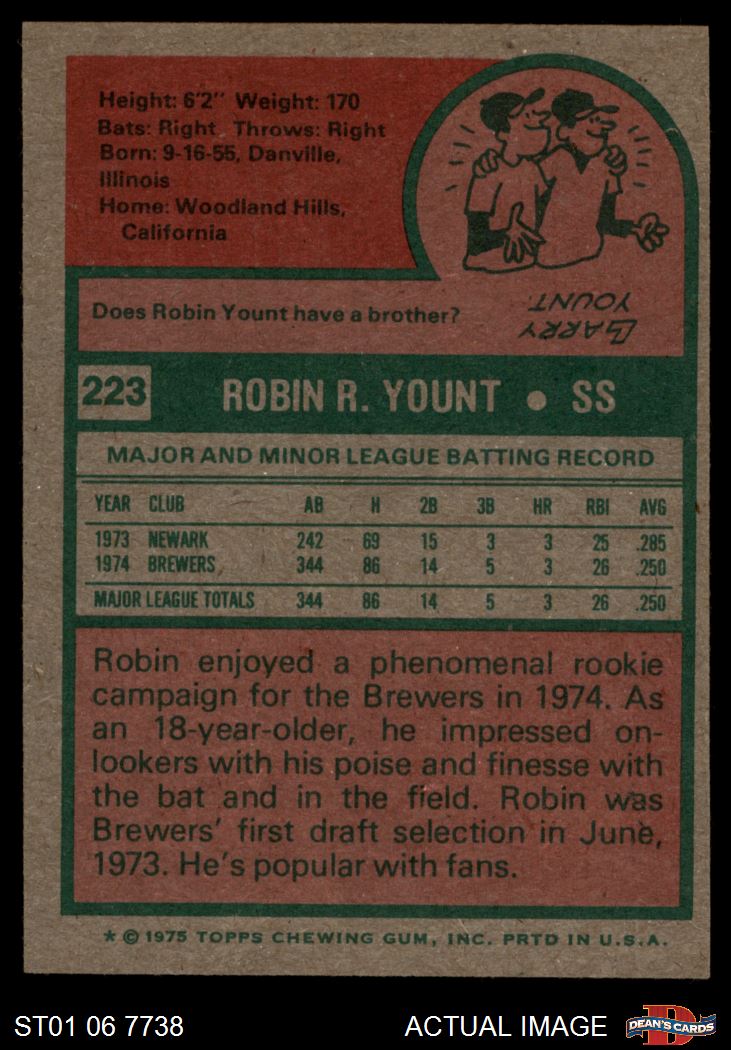 Height: 6'2" Weight: 170
Bats: Right Throws: Right
Born: 9-16-55, Danville,
Illinois
Home: Woodland Hills,
California
Does Robin Yount have a brother?
LARRY
YOUNT.
223 ROBIN R. YOUNT • SS
MAJOR AND MINOR LEAGUE BATTING RECORD
YEAR CLUB AB H 2B 3B HR RBI AVG
1973 NEWARK 242 69 15 3 3 25 .285
1974 BREWERS 344 86 14 5 3 26 .250
MAJOR LEAGUE TOTALS 344 86 14 5 3 26 .250
Robin enjoyed a phenomenal rookie
campaign for the Brewers in 1974. As
an 18-year-older, he impressed on-
lookers with his poise and finesse with
the bat and in the field. Robin was
Brewers' first draft selection in June,
1973. He's popular with fans.
* © 1975 TOPPS CHEWING GUM, INC. PRTD IN U.S.A.
ST01 06 7738 ACTUAL IMAGE DEAN'S CARDS